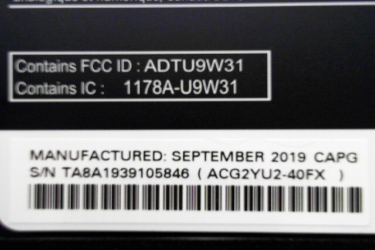 Contains FCC ID : ADTU9W31
Contains IC : 1178A-U9W31
MANUFACTURED: SEPTEMBER 2019 CAPG
S/N TA8A1939105846 ( ACG2YU2-40FX )